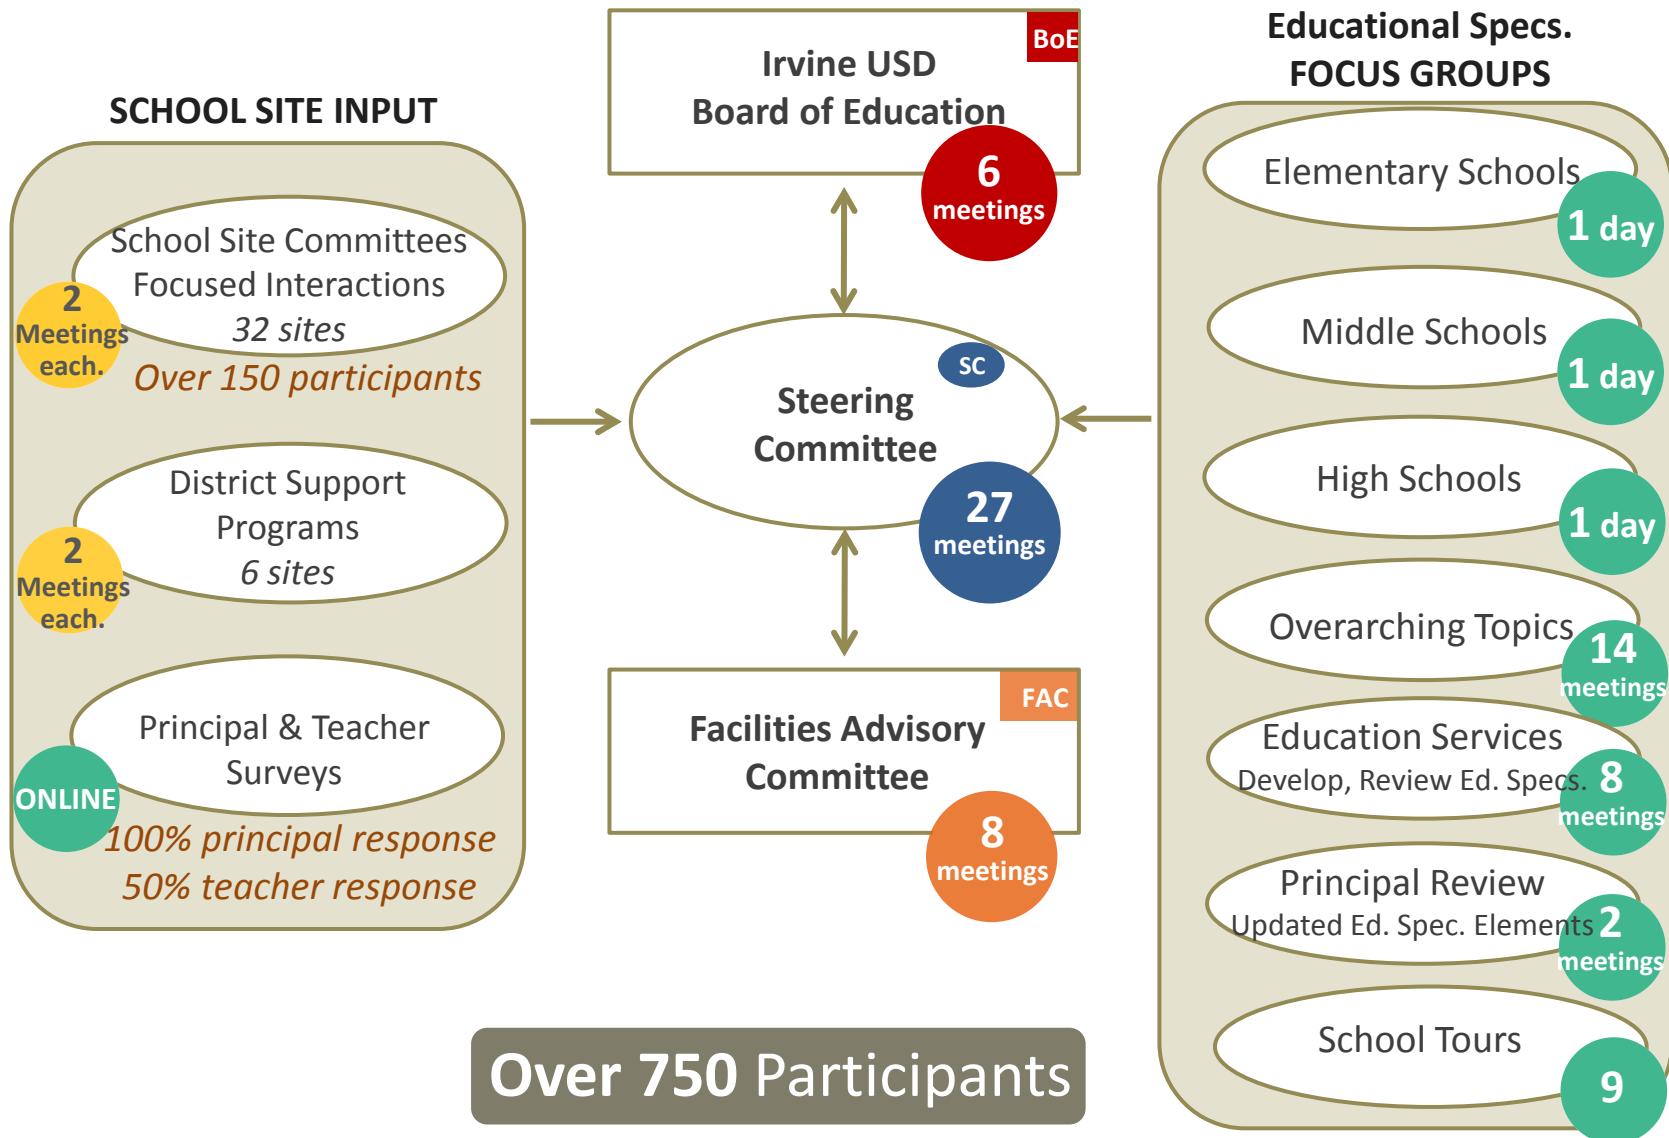 SCHOOL SITE INPUT
School Site Committees
Focused Interactions
32 sites
2
Meetings
each.
Over 150 participants
District Support
Programs
6 sites
2
Meetings
each.
Principal & Teacher
Surveys
ONLINE
100% principal response
50% teacher response
BoE
Irvine USD
Board of Education
6
meetings
SC
Steering
Committee
27
meetings
FAC
Facilities Advisory
Committee
8
meetings
Over 750 Participants
Educational Specs.
FOCUS GROUPS
Elementary Schools
1 day
Middle Schools
1 day
High Schools
1 day
Overarching Topics
14
meetings
Education Services
Develop, Review Ed. Specs.
8
meetings
Principal Review
Updated Ed. Spec. Elements
2
meetings
School Tours
9